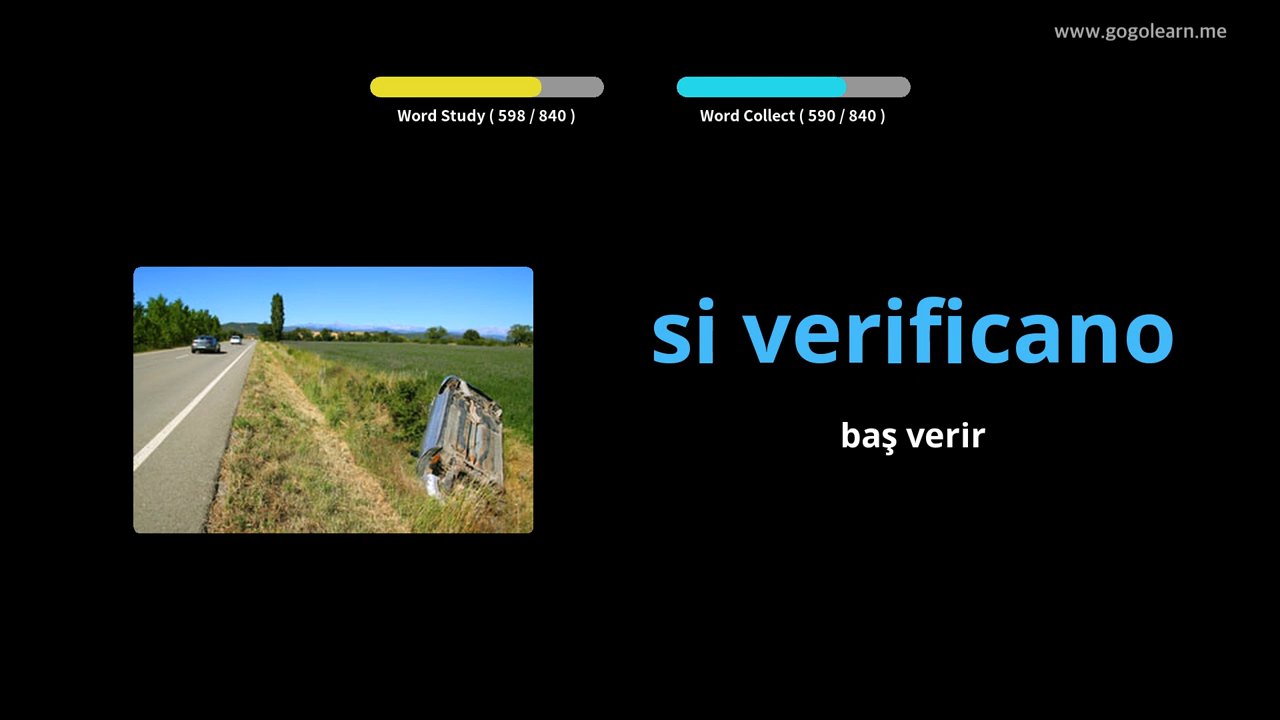 www.gogolearn.me
Word Study ( 598 / 840 )
Word Collect ( 590 / 840 )
si verificano
baş verir